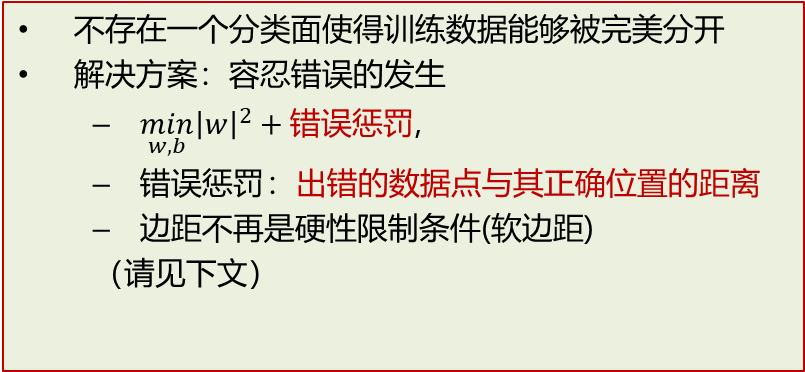 • 不存在一个分类面使得训练数据能够被完美分开
• 解决方案：容忍错误的发生
– min|w|² + 错误惩罚,
w,b
– 错误惩罚：出错的数据点与其正确位置的距离
– 边距不再是硬性限制条件(软边距)
（请见下文）